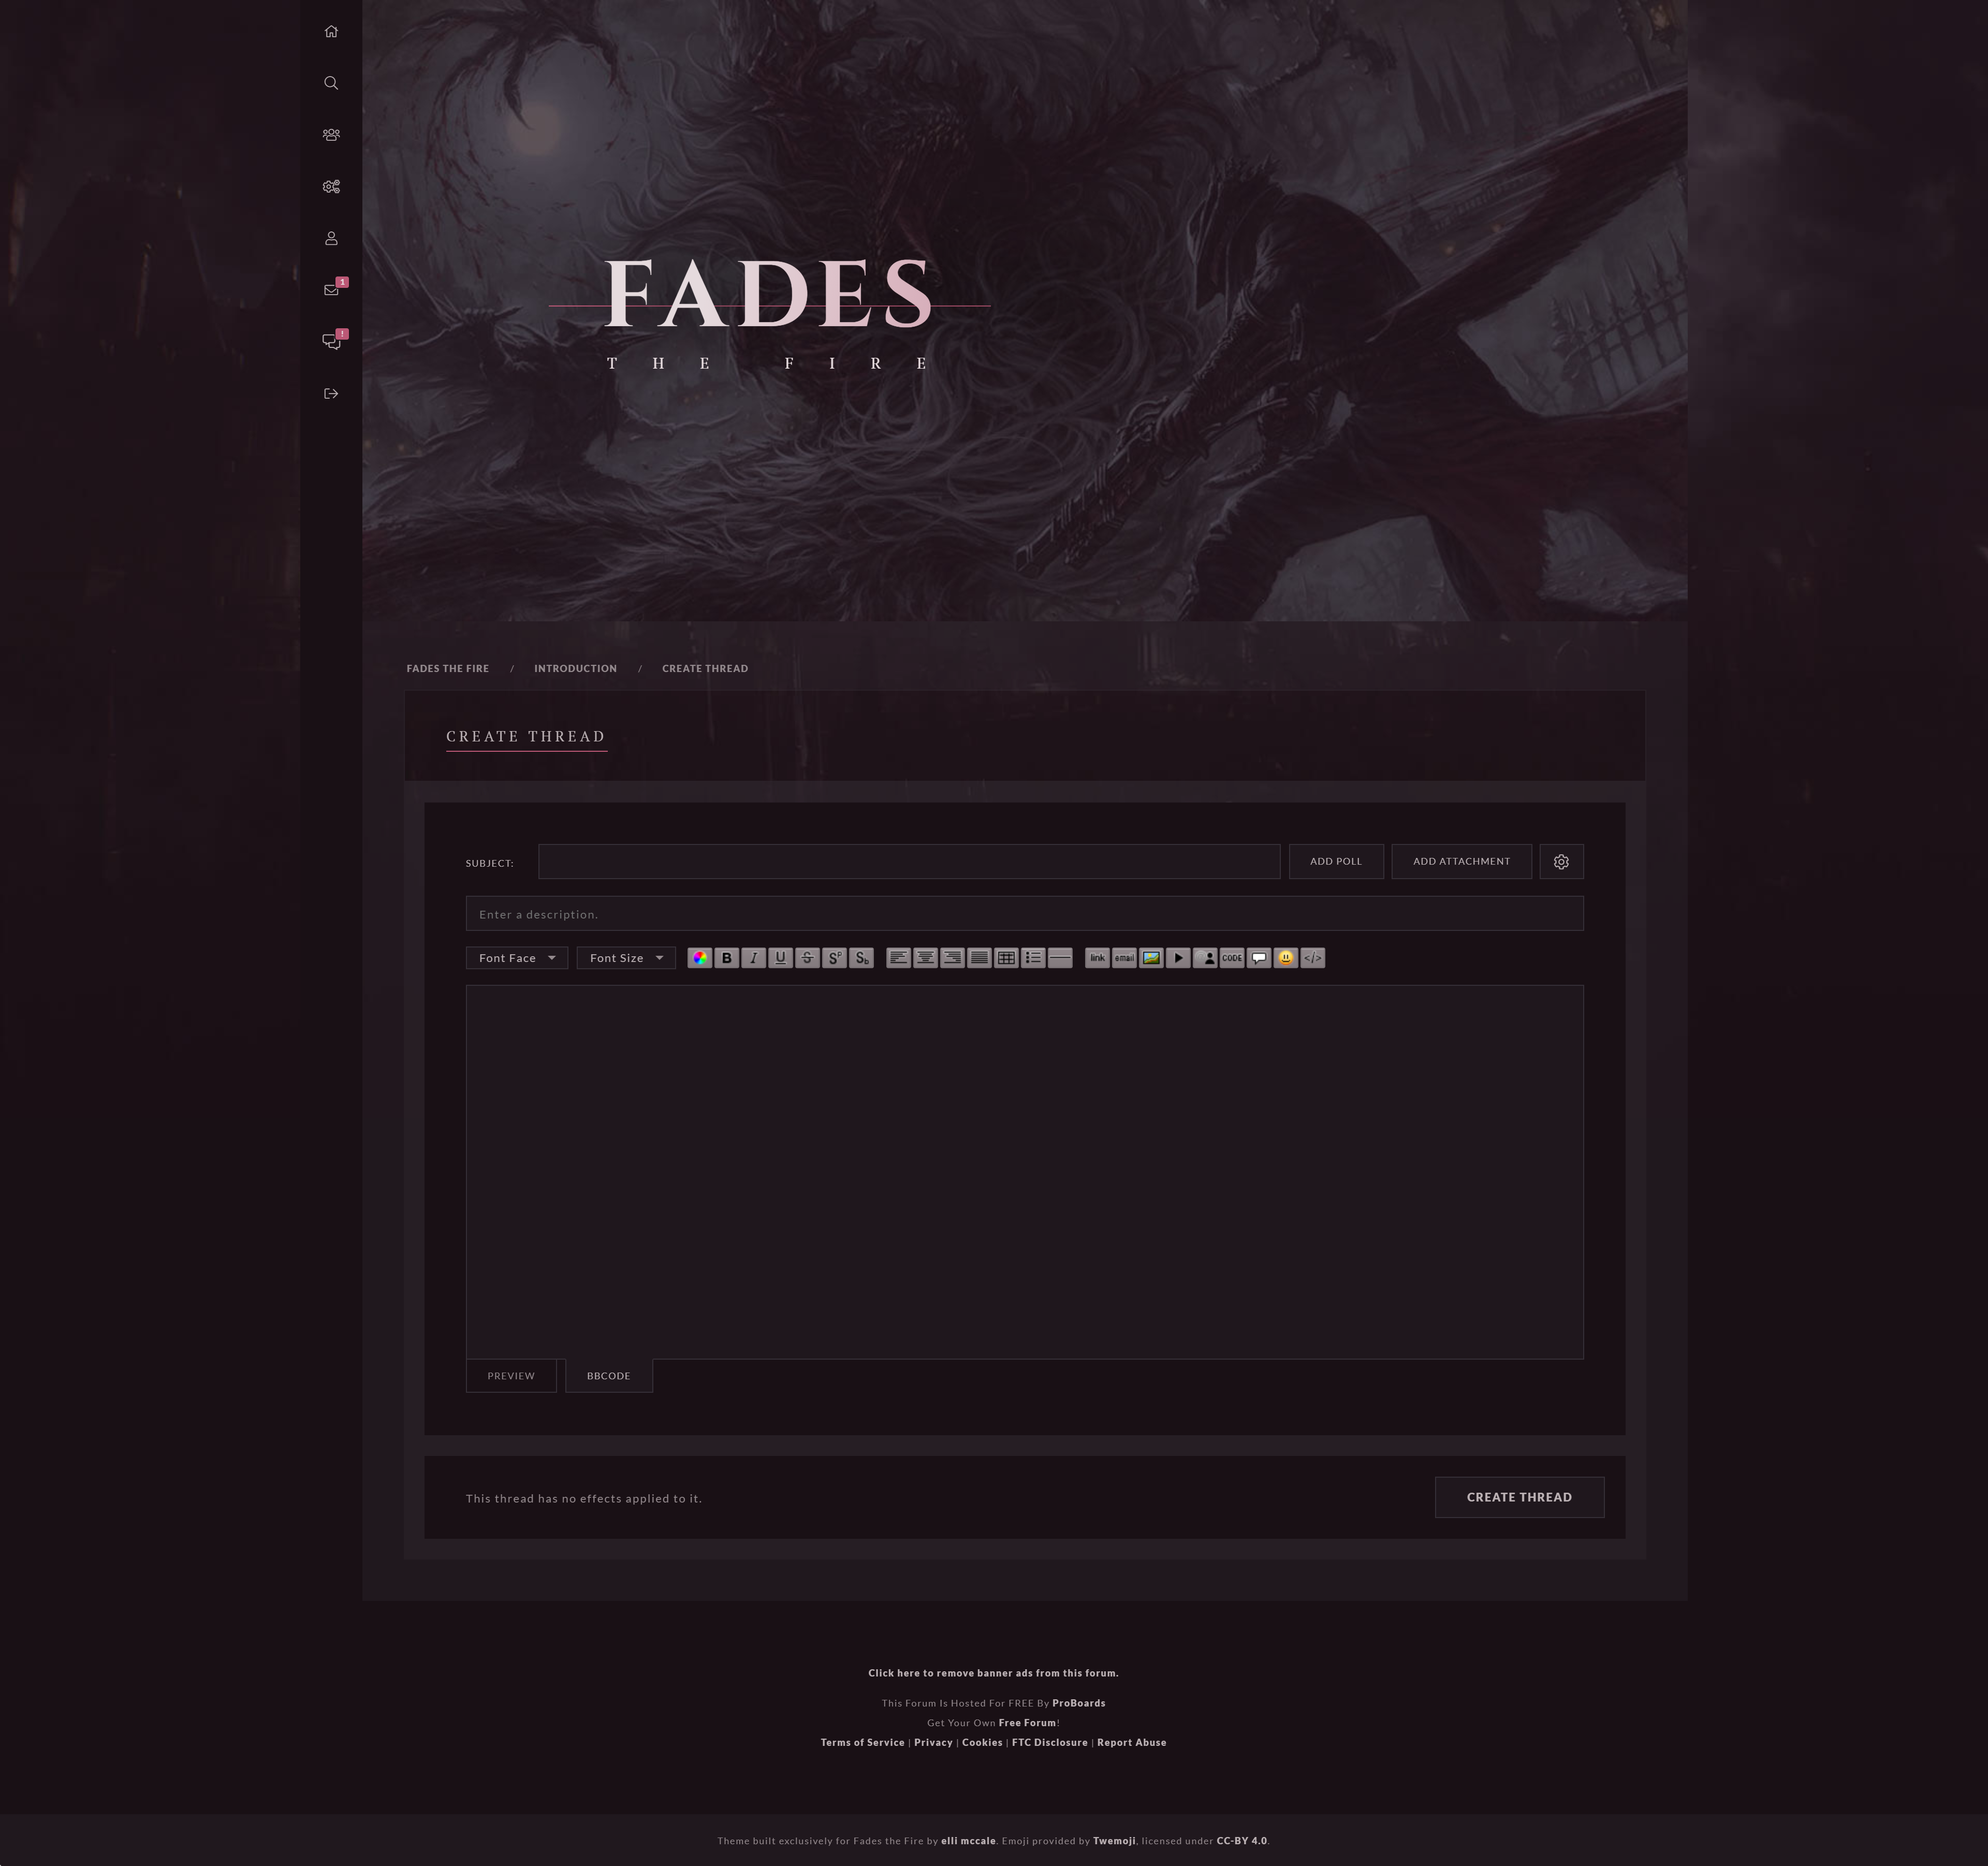 1
!
FADES
THE FIRE
FADES THE FIRE / INTRODUCTION / CREATE THREAD
CREATE THREAD
SUBJECT: ADD POLL ADD ATTACHMENT
Enter a description.
Font Face Font Size B I U S Sp Sb link email CODE </>
PREVIEW BBCODE
This thread has no effects applied to it. CREATE THREAD
Click here to remove banner ads from this forum.
This Forum Is Hosted For FREE By ProBoards
Get Your Own Free Forum!
Terms of Service | Privacy | Cookies | FTC Disclosure | Report Abuse
Theme built exclusively for Fades the Fire by elli mccale. Emoji provided by Twemoji, licensed under CC-BY 4.0.